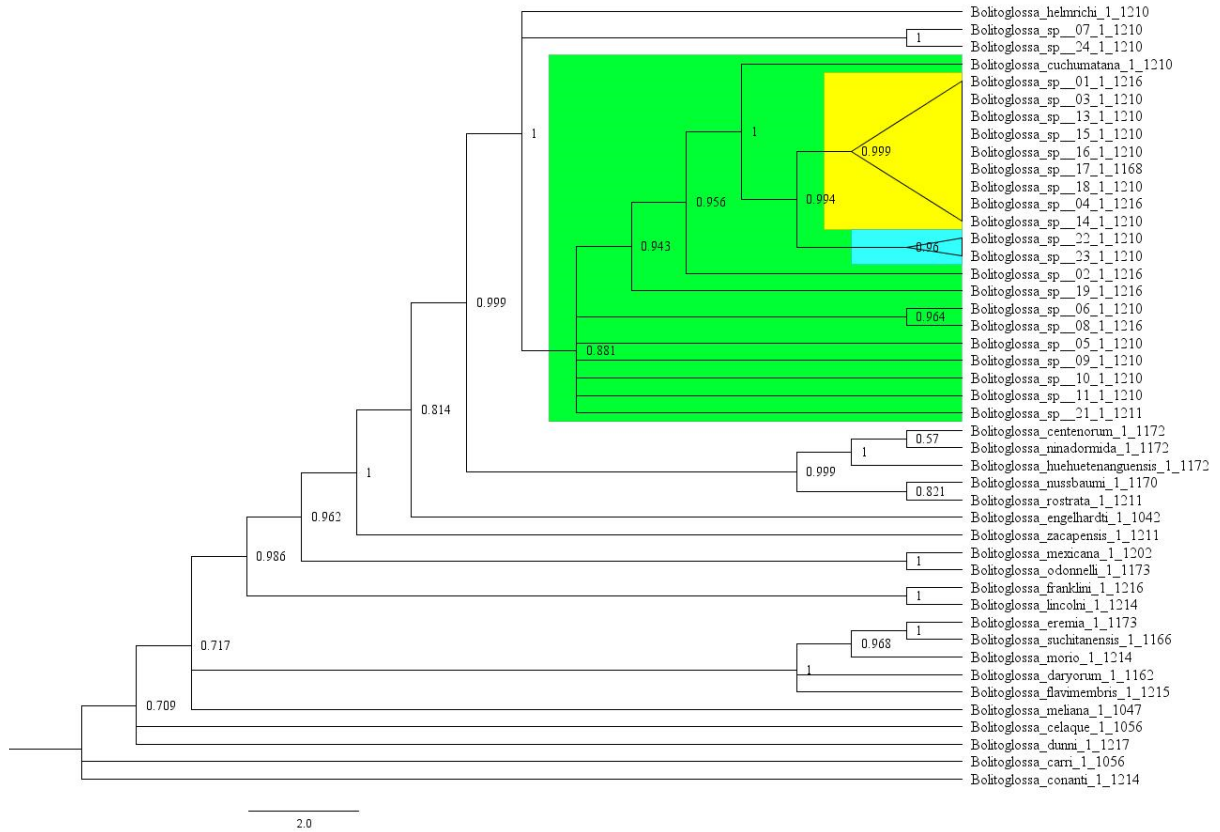 Bolitoglossa_helmrichi_1_1210
Bolitoglossa_sp__07_1_1210
1
Bolitoglossa_sp__24_1_1210
Bolitoglossa_cuchumatana_1_1210
Bolitoglossa_sp__01_1_1216
Bolitoglossa_sp__03_1_1210
Bolitoglossa_sp__13_1_1210
1
1
Bolitoglossa_sp__15_1_1210
0.999
Bolitoglossa_sp__16_1_1210
Bolitoglossa_sp__17_1_1168
Bolitoglossa_sp__18_1_1210
0.956
0.994
Bolitoglossa_sp__04_1_1216
Bolitoglossa_sp__14_1_1210
Bolitoglossa_sp__22_1_1210
0.943
0.96
Bolitoglossa_sp__23_1_1210
Bolitoglossa_sp__02_1_1216
Bolitoglossa_sp__19_1_1216
0.999
Bolitoglossa_sp__06_1_1210
0.964
Bolitoglossa_sp__08_1_1216
Bolitoglossa_sp__05_1_1210
0.881
Bolitoglossa_sp__09_1_1210
Bolitoglossa_sp__10_1_1210
Bolitoglossa_sp__11_1_1210
0.814
Bolitoglossa_sp__21_1_1211
Bolitoglossa_centenorum_1_1172
0.57
Bolitoglossa_ninadormida_1_1172
1
Bolitoglossa_huehuetenanguensis_1_1172
1
0.999
Bolitoglossa_nussbaumi_1_1170
0.821
Bolitoglossa_rostrata_1_1211
0.962
Bolitoglossa_engelhardti_1_1042
Bolitoglossa_zacapensis_1_1211
0.986
Bolitoglossa_mexicana_1_1202
1
Bolitoglossa_odonnelli_1_1173
Bolitoglossa_franklini_1_1216
1
Bolitoglossa_lincolni_1_1214
Bolitoglossa_eremia_1_1173
1
0.717
0.968
Bolitoglossa_suchitanensis_1_1166
Bolitoglossa_morio_1_1214
1
Bolitoglossa_daryorum_1_1162
Bolitoglossa_flavimembris_1_1215
0.709
Bolitoglossa_meliana_1_1047
Bolitoglossa_celaque_1_1056
Bolitoglossa_dunni_1_1217
Bolitoglossa_carri_1_1056
Bolitoglossa_conanti_1_1214
2.0